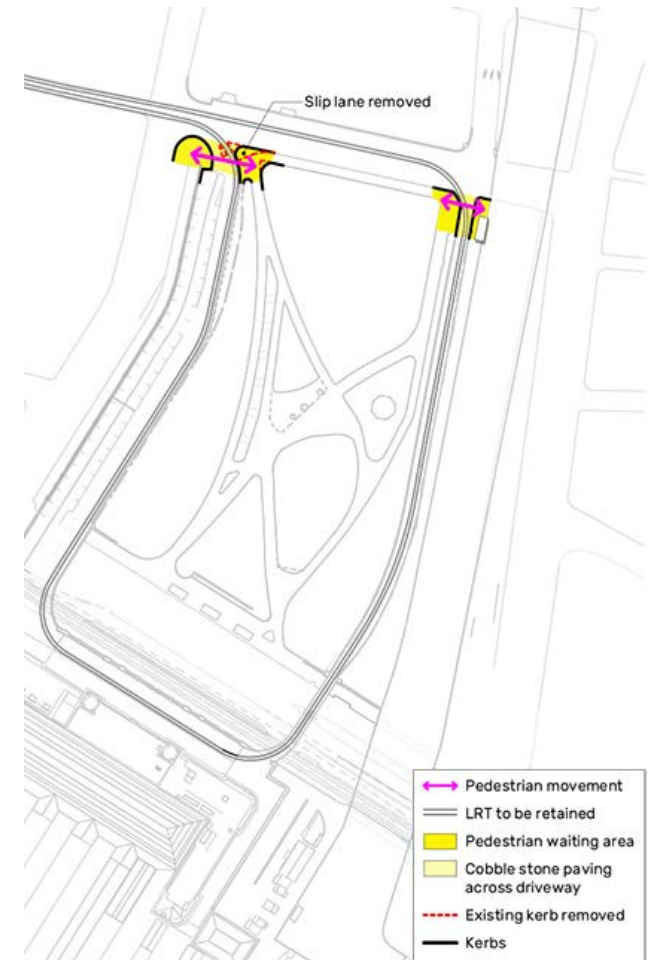 Slip lane removed
Pedestrian movement
LRT to be retained
Pedestrian waiting area
Cobble stone paving
across driveway
Existing kerb removed
Kerbs